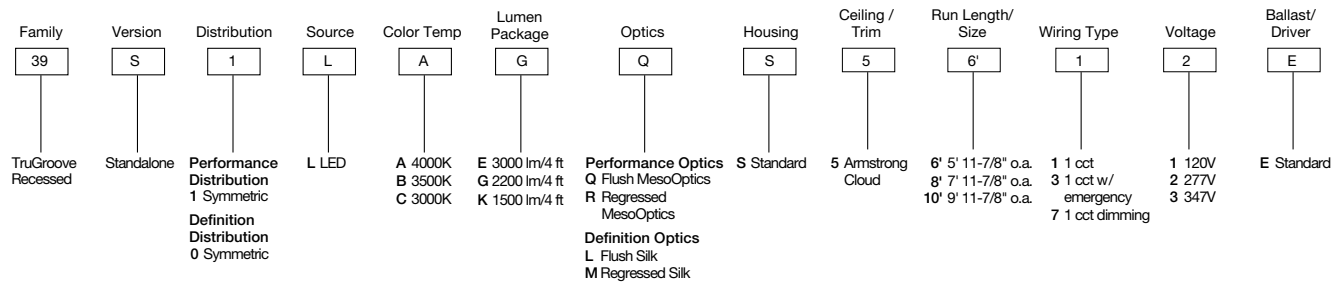 Family
Version
Distribution
Source
Color Temp
Lumen
Package
Optics
Housing
Ceiling /
Trim
Run Length/
Size
Wiring Type
Voltage
Ballast/
Driver
39
S
1
L
A
G
Q
S
5
6'
1
2
E
TruGroove
Recessed
Standalone
Performance
Distribution
1 Symmetric
Definition
Distribution
0 Symmetric
L LED
A 4000K
B 3500K
C 3000K
E 3000 lm/4 ft
G 2200 lm/4 ft
K 1500 lm/4 ft
Performance Optics
Q Flush MesoOptics
R Regressed
MesoOptics
Definition Optics
L Flush Silk
M Regressed Silk
S Standard
5 Armstrong
Cloud
6' 5' 11-7/8" o.a.
8' 7' 11-7/8" o.a.
10' 9' 11-7/8" o.a.
1 1 cct
3 1 cct w/
emergency
7 1 cct dimming
1 120V
2 277V
3 347V
E Standard